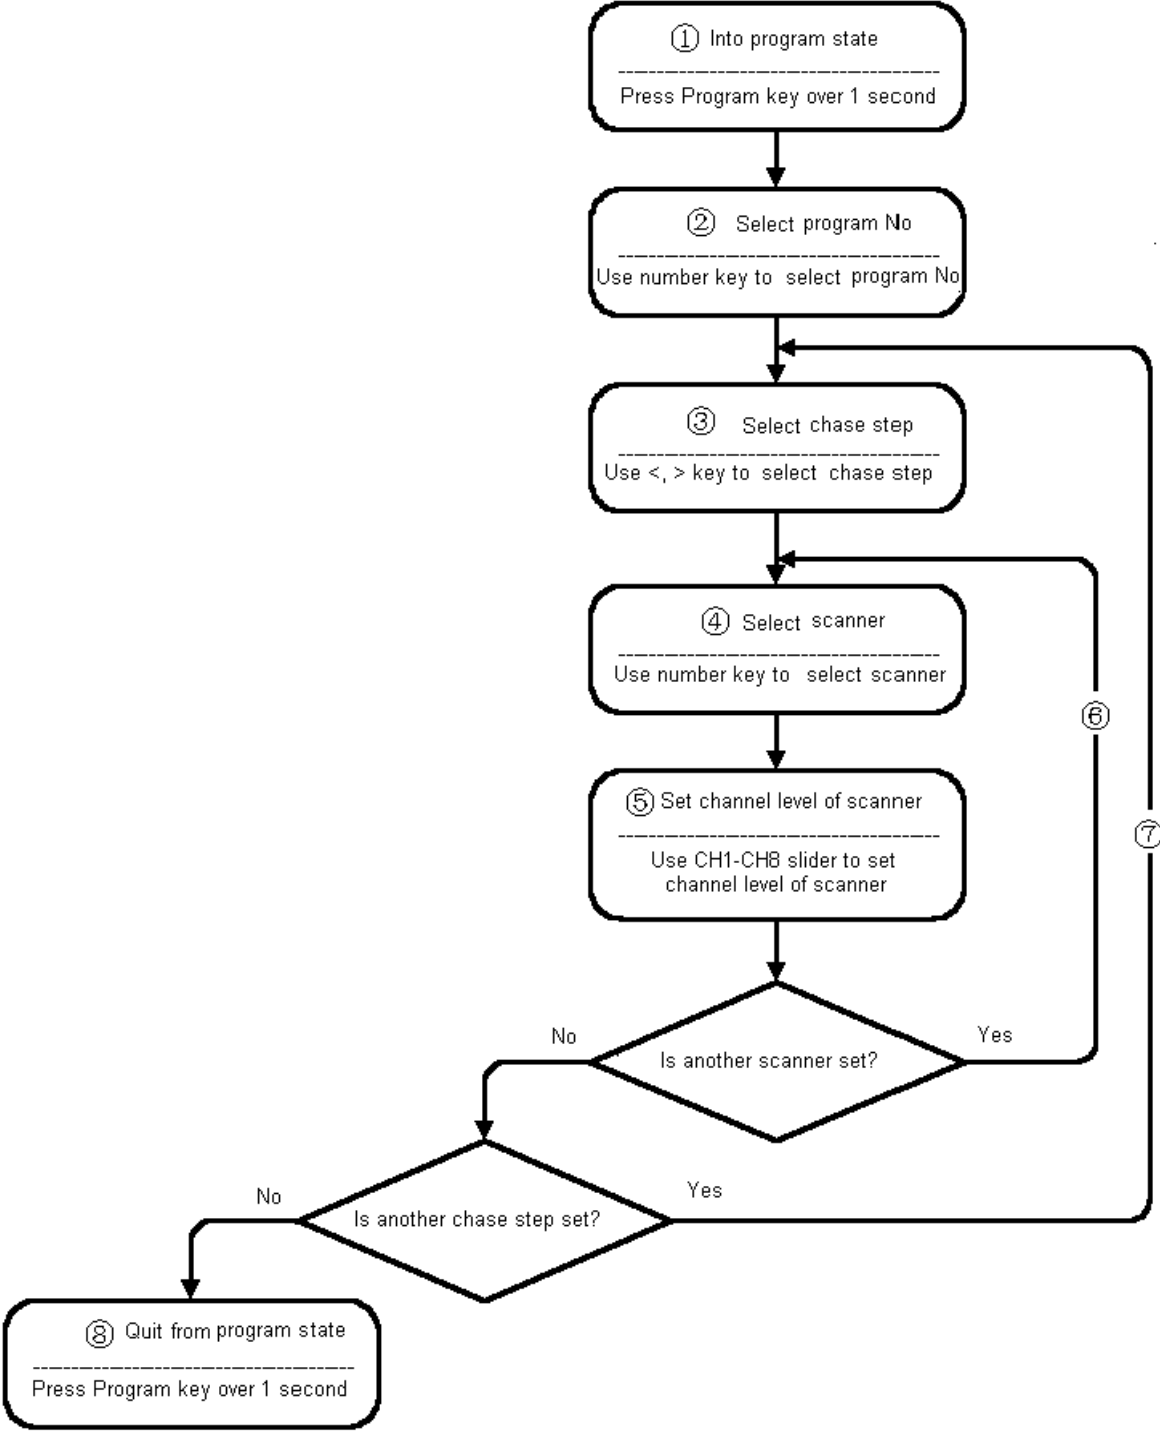 ① Into program state
Press Program key over 1 second
② Select program No
Use number key to select program No
③ Select chase step
Use <, > key to select chase step
④ Select scanner
Use number key to select scanner
⑥
⑤ Set channel level of scanner
⑦
Use CH1-CH8 slider to set
channel level of scanner
No
Yes
Is another scanner set?
No
Yes
Is another chase step set?
⑧ Quit from program state
Press Program key over 1 second